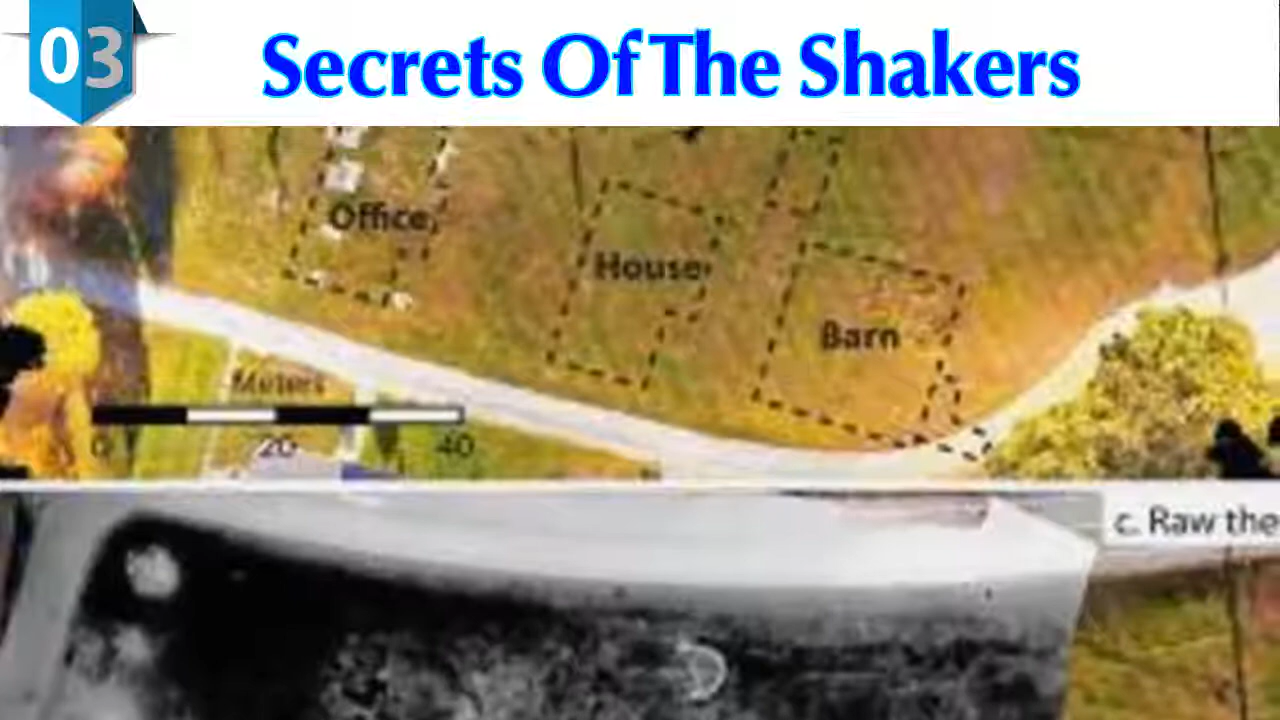 03
Secrets Of The Shakers
Office
House
Barn
Meters
0 20 40
c. Raw the